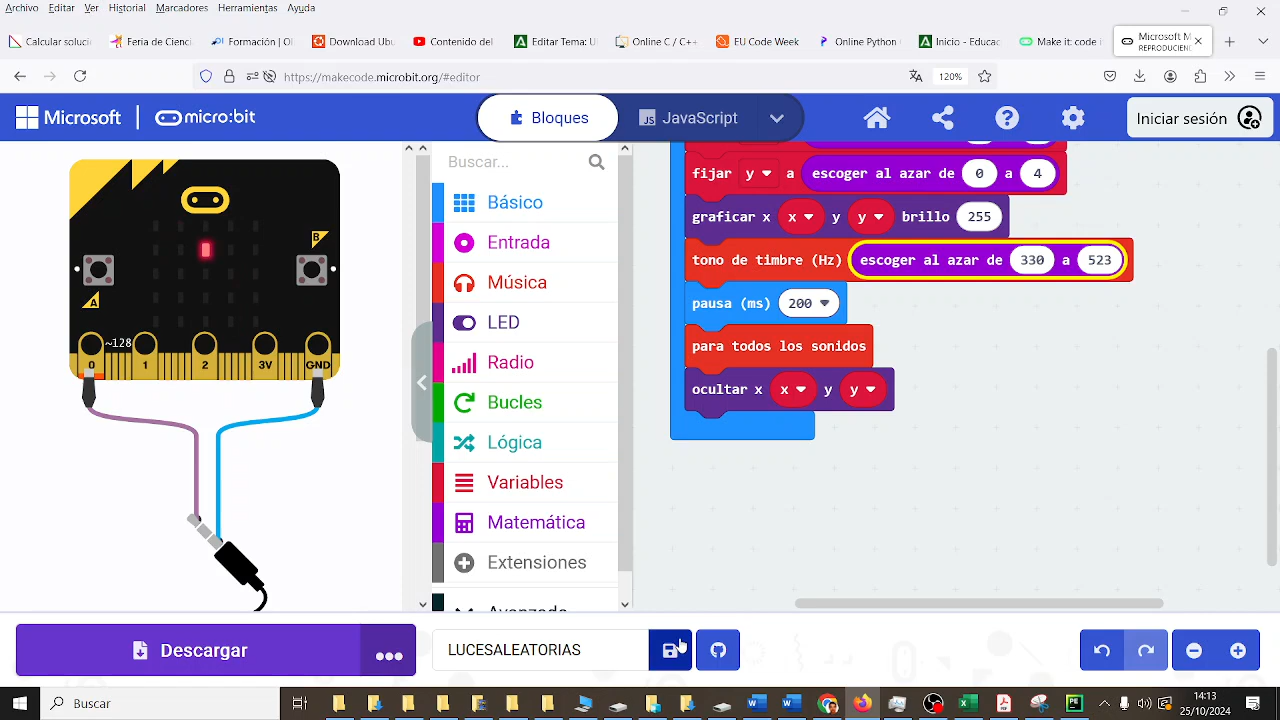 Archivo Editar Ver Historial Marcadores Herramientas Ayuda
Calcular soluci
Feria de Cienc
Formación | OI
Download Ubu
Contenido del
Editar Tema: U
Online C / C++
EU Code Week
Online Python
Inicio - Educac
Make it: code
Microsoft M
REPRODUCIENDO
https://makecode.microbit.org/#editor
120%
Microsoft
micro:bit
Bloques
JavaScript
Iniciar sesión
Buscar...
Básico
Entrada
Música
LED
Radio
Bucles
Lógica
Variables
Matemática
Extensiones
Avanzado
B
A
~128
0 1 2 3V GND
fijar y a escoger al azar de 0 a 4
graficar x x y y brillo 255
tono de timbre (Hz) escoger al azar de 330 a 523
pausa (ms) 200
para todos los sonidos
ocultar x x y y
Descargar
LUCESALEATORIAS
Buscar
14:13
25/10/2024